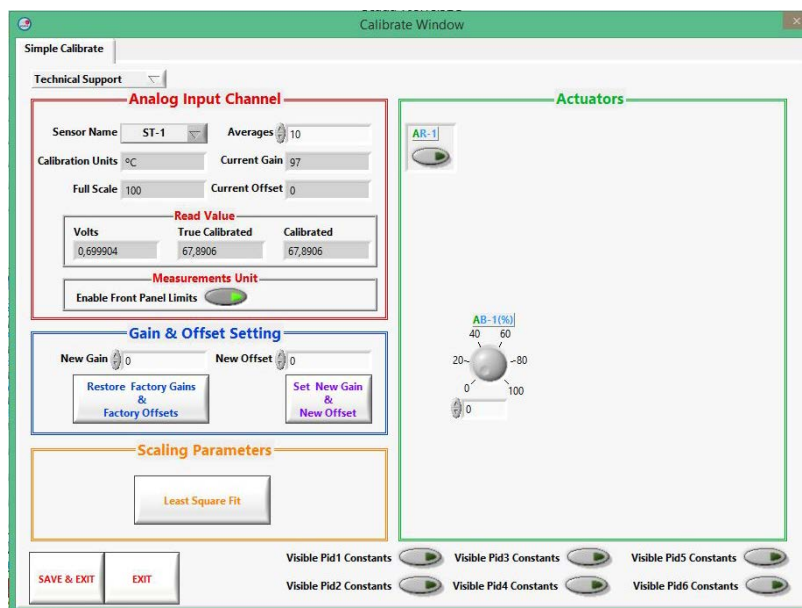 Calibrate Window
Simple Calibrate
Technical Support
Analog Input Channel
Sensor Name ST-1 Averages 10
Calibration Units ºC Current Gain 97
Full Scale 100 Current Offset 0
Read Value
Volts True Calibrated Calibrated
0,699904 67,8906 67,8906
Measurements Unit
Enable Front Panel Limits
Gain & Offset Setting
New Gain 0 New Offset 0
Restore Factory Gains
&
Factory Offsets
Set New Gain
&
New Offset
Scaling Parameters
Least Square Fit
Actuators
AR-1
AB-1(%)
40 60
20 80
0 100
0
SAVE & EXIT EXIT
Visible Pid1 Constants Visible Pid3 Constants Visible Pid5 Constants
Visible Pid2 Constants Visible Pid4 Constants Visible Pid6 Constants